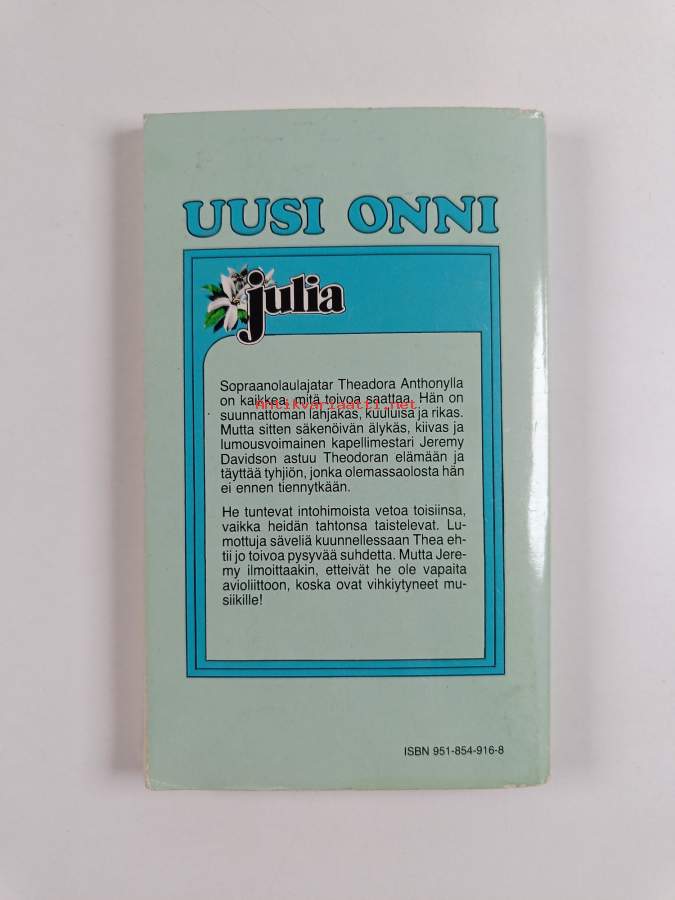 UUSI ONNI
julia
Sopraanolaulajatar Theadora Anthonylla
on kaikkea, mitä toivoa saattaa. Hän on
Antikvariaatti.net
suunnattoman lahjakas, kuuluisa ja rikas.
Mutta sitten säkenöivän älykäs, kiivas ja
lumousvoimainen kapellimestari Jeremy
Davidson astuu Theodoran elämään ja
täyttää tyhjiön, jonka olemassaolosta hän
ei ennen tiennytkään.
He tuntevat intohimoista vetoa toisiinsa,
vaikka heidän tahtonsa taistelevat. Lu-
mottuja säveliä kuunnellessaan Thea eh-
tii jo toivoa pysyvää suhdetta. Mutta Jere-
my ilmoittaakin, etteivät he ole vapaita
avioliittoon, koska ovat vihkiytyneet mu-
siikille!
ISBN 951-854-916-8